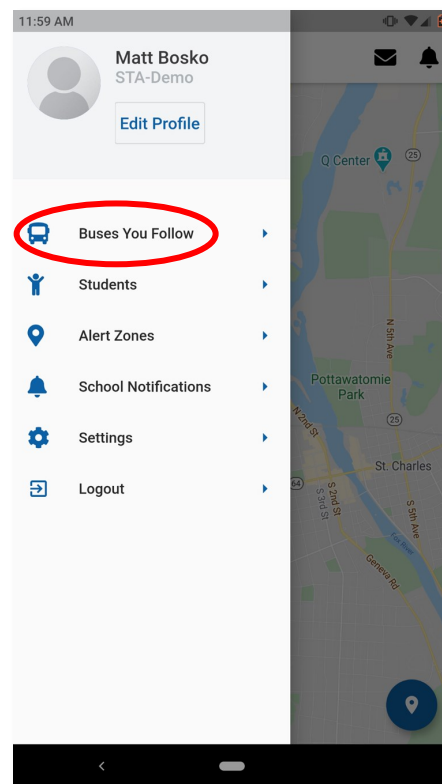 11:59 AM
Matt Bosko
STA-Demo
Edit Profile
Buses You Follow
Students
Alert Zones
School Notifications
Settings
Logout
Q Center
25
N 5th Ave
Pottawatomie
Park
N 2nd St
25
St. Charles
64
S 2nd St
S 3rd St
S 5th Ave
Fox River
Geneva Rd